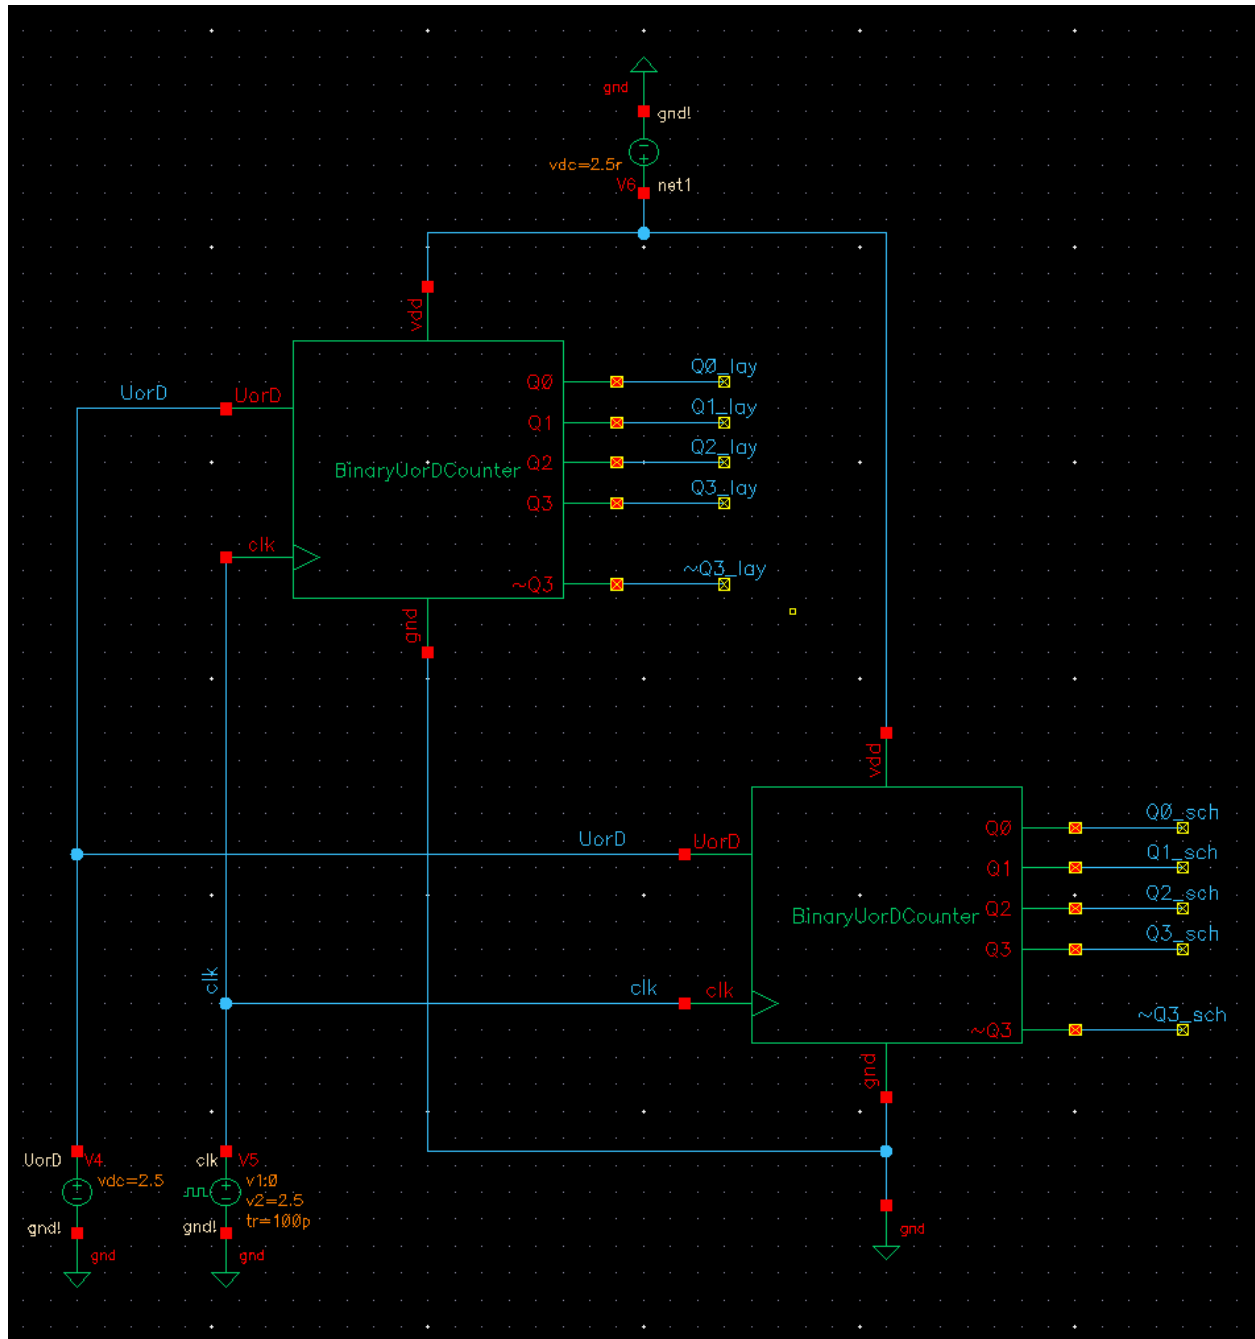 gnd
gnd!
vdc=2.5r
V6
net1
vdd
UorD
UorD
Q0
Q0_lay
Q1
Q1_lay
Q2
Q2_lay
BinaryUorDCounter
Q3
Q3_lay
clk
~Q3
~Q3_lay
gnd
vdd
UorD
UorD
Q0
Q0_sch
Q1
Q1_sch
Q2
Q2_sch
BinaryUorDCounter
Q3
Q3_sch
clk
clk
clk
~Q3
~Q3_sch
gnd
UorD
V4
vdc=2.5
gnd!
gnd
clk
V5
v1:0
v2=2.5
tr=100p
gnd!
gnd
gnd